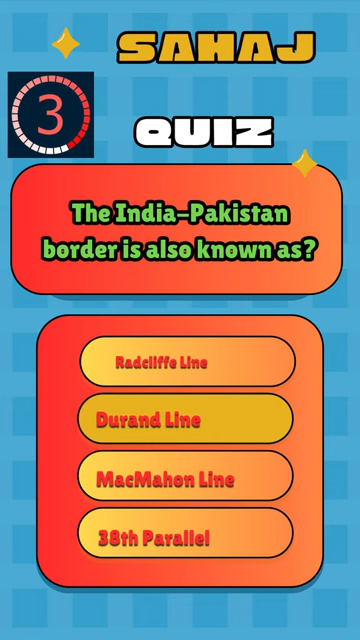 SAHAJ
3
QUIZ
The India-Pakistan
border is also known as?
Radcliffe Line
Durand Line
MacMahon Line
38th Parallel